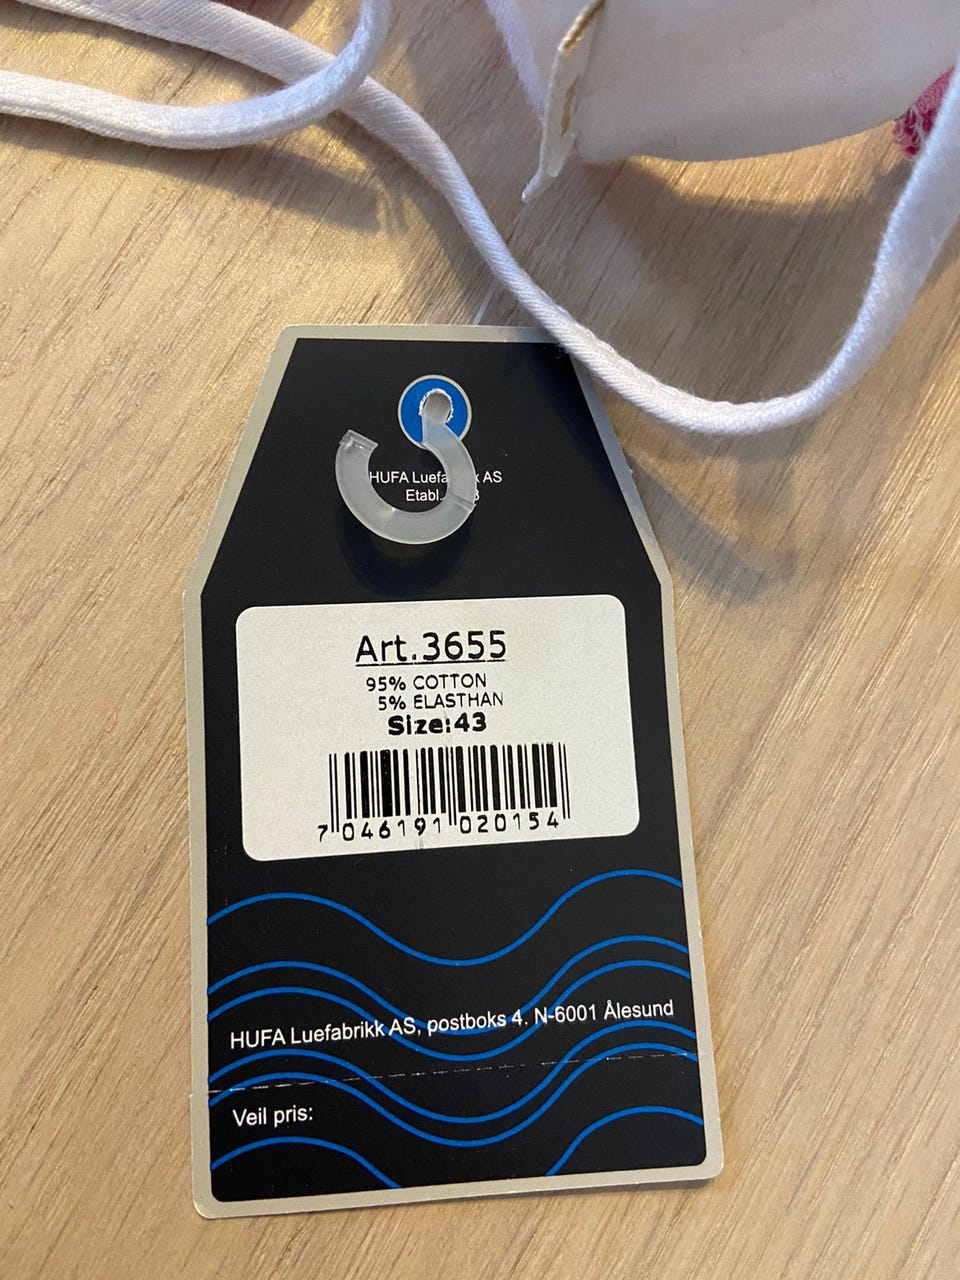 HUFA AS
Etabl.
Art.3655
95% COTTON
5% ELASTHAN
Size:43
7 046191 020154
HUFA Luefabrikk AS, postboks 4. N-6001 Ålesund
Veil pris: